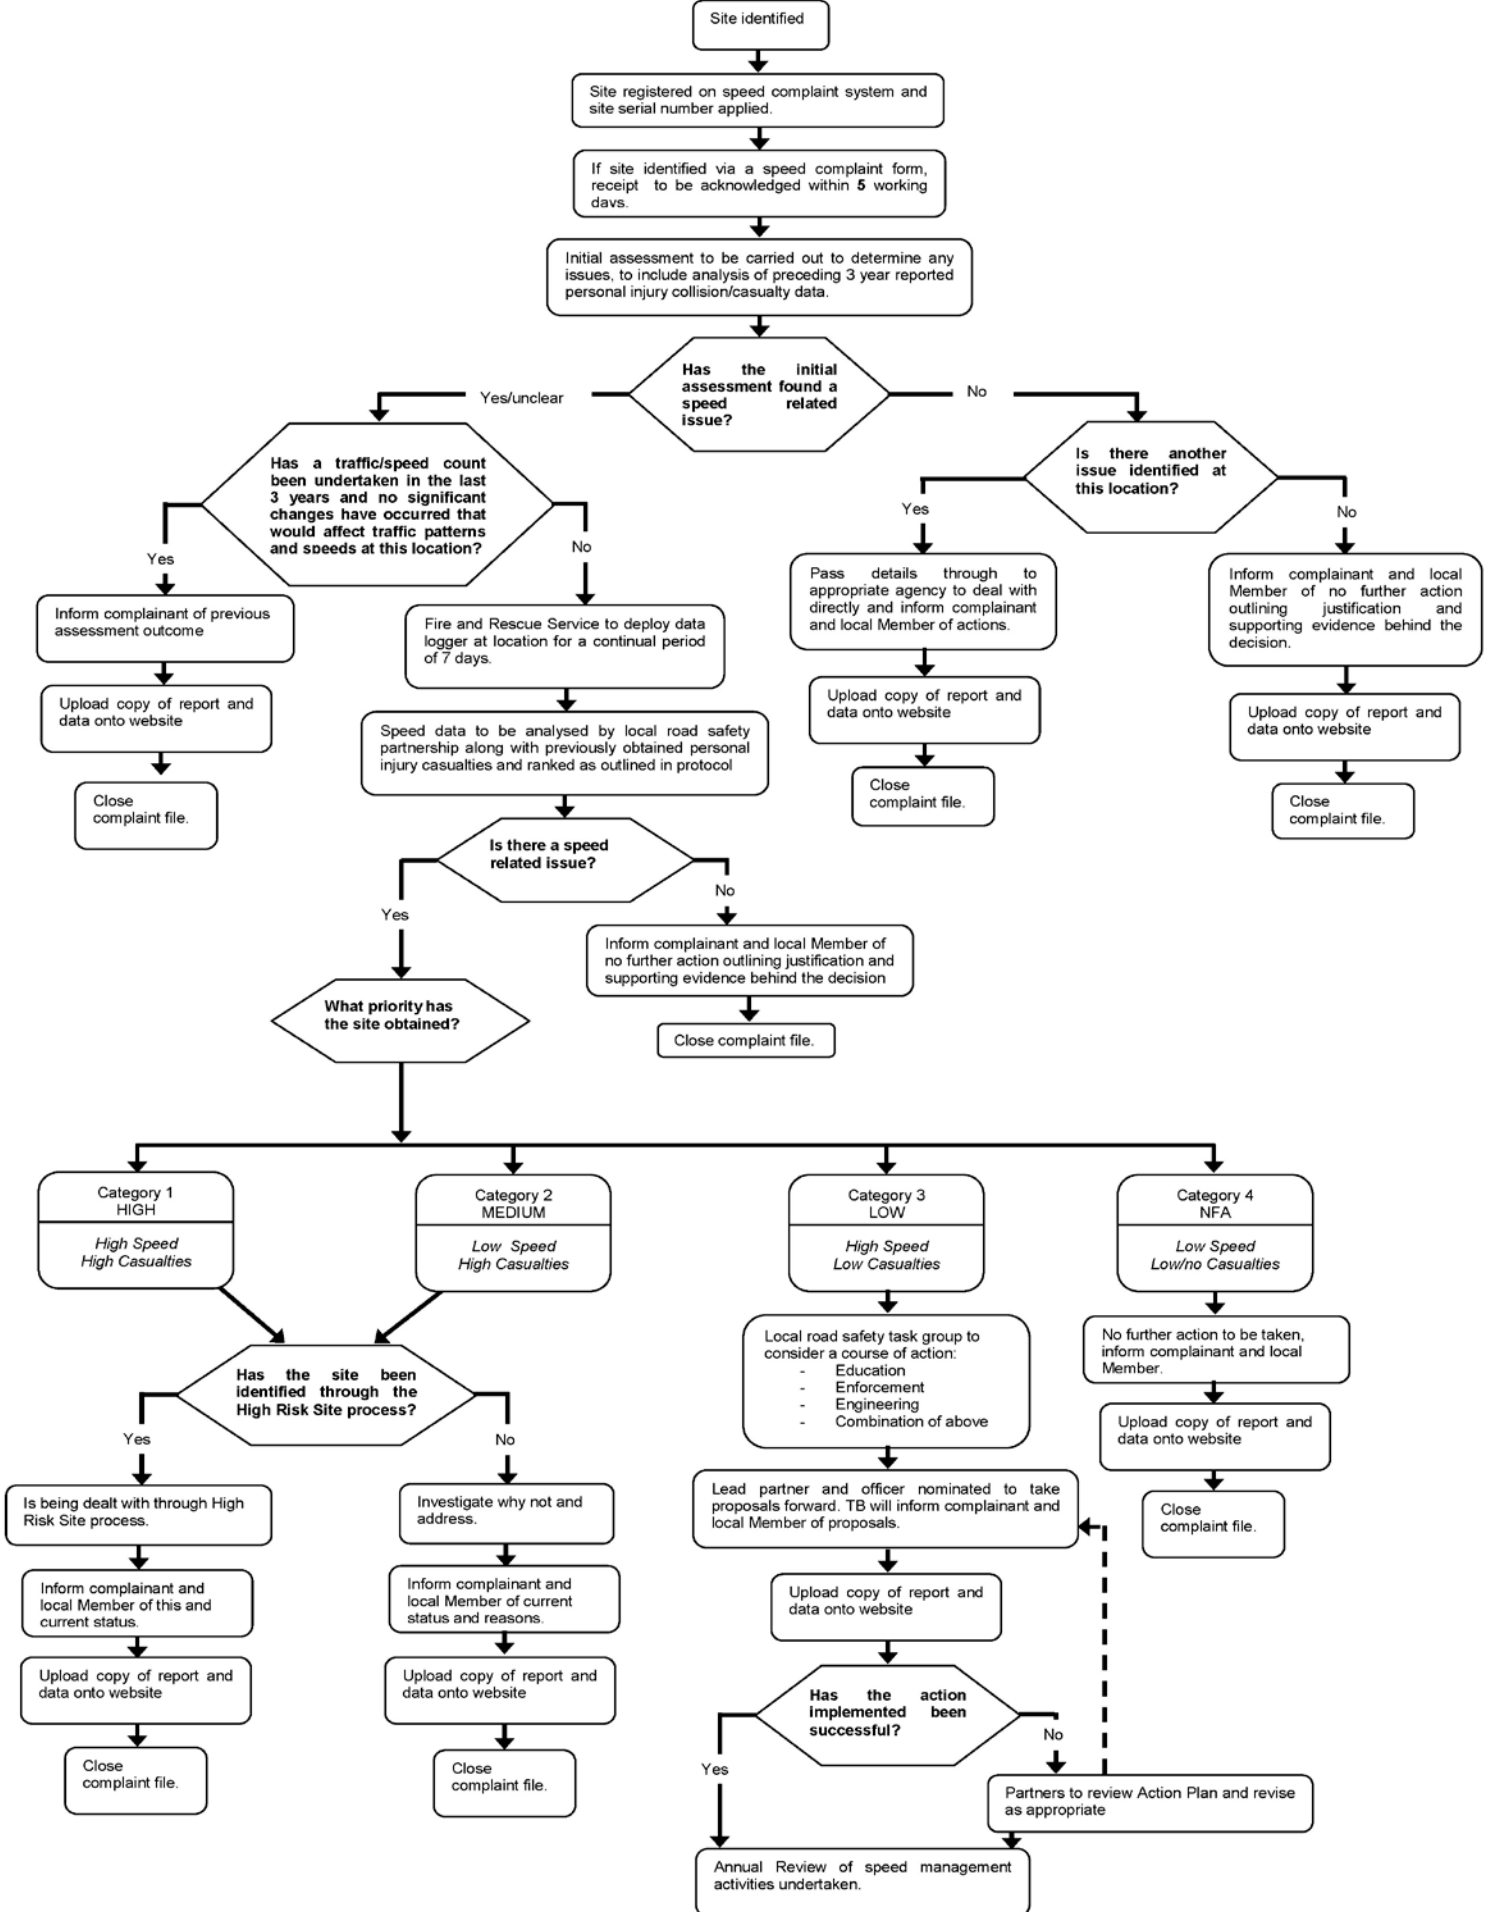 Site identified
Site registered on speed complaint system and
site serial number applied.
If site identified via a speed complaint form,
receipt to be acknowledged within 5 working
days.
Initial assessment to be carried out to determine any
issues, to include analysis of preceding 3 year reported
personal injury collision/casualty data.
Has the initial
assessment found a
speed related
issue?
Yes/unclear
No
Has a traffic/speed count
been undertaken in the last
3 years and no significant
changes have occurred that
would affect traffic patterns
and speeds at this location?
Is there another
issue identified at
this location?
Yes
No
Yes
No
Inform complainant of previous
assessment outcome
Fire and Rescue Service to deploy data
logger at location for a continual period
of 7 days.
Pass details through to
appropriate agency to deal with
directly and inform complainant
and local Member of actions.
Inform complainant and local
Member of no further action
outlining justification and
supporting evidence behind the
decision.
Upload copy of report and
data onto website
Speed data to be analysed by local road safety
partnership along with previously obtained personal
injury casualties and ranked as outlined in protocol
Upload copy of report and
data onto website
Upload copy of report and
data onto website
Close
complaint file.
Close
complaint file.
Close
complaint file.
Is there a speed
related issue?
Yes
No
Inform complainant and local Member of
no further action outlining justification and
supporting evidence behind the decision
Close complaint file.
What priority has
the site obtained?
Category 1
HIGH
High Speed
High Casualties
Category 2
MEDIUM
Low Speed
High Casualties
Category 3
LOW
High Speed
Low Casualties
Category 4
NFA
Low Speed
Low/no Casualties
Has the site been
identified through the
High Risk Site process?
Yes
No
Local road safety task group to
consider a course of action:
- Education
- Enforcement
- Engineering
- Combination of above
No further action to be taken,
inform complainant and local
Member.
Upload copy of report and
data onto website
Close
complaint file.
Is being dealt with through High
Risk Site process.
Investigate why not and
address.
Lead partner and officer nominated to take
proposals forward. TB will inform complainant and
local Member of proposals.
Inform complainant and
local Member of this and
current status.
Inform complainant and
local Member of current
status and reasons.
Upload copy of report and
data onto website
Upload copy of report and
data onto website
Upload copy of report and
data onto website
Close
complaint file.
Close
complaint file.
Has the action
implemented been
successful?
Yes
No
Partners to review Action Plan and revise
as appropriate
Annual Review of speed management
activities undertaken.